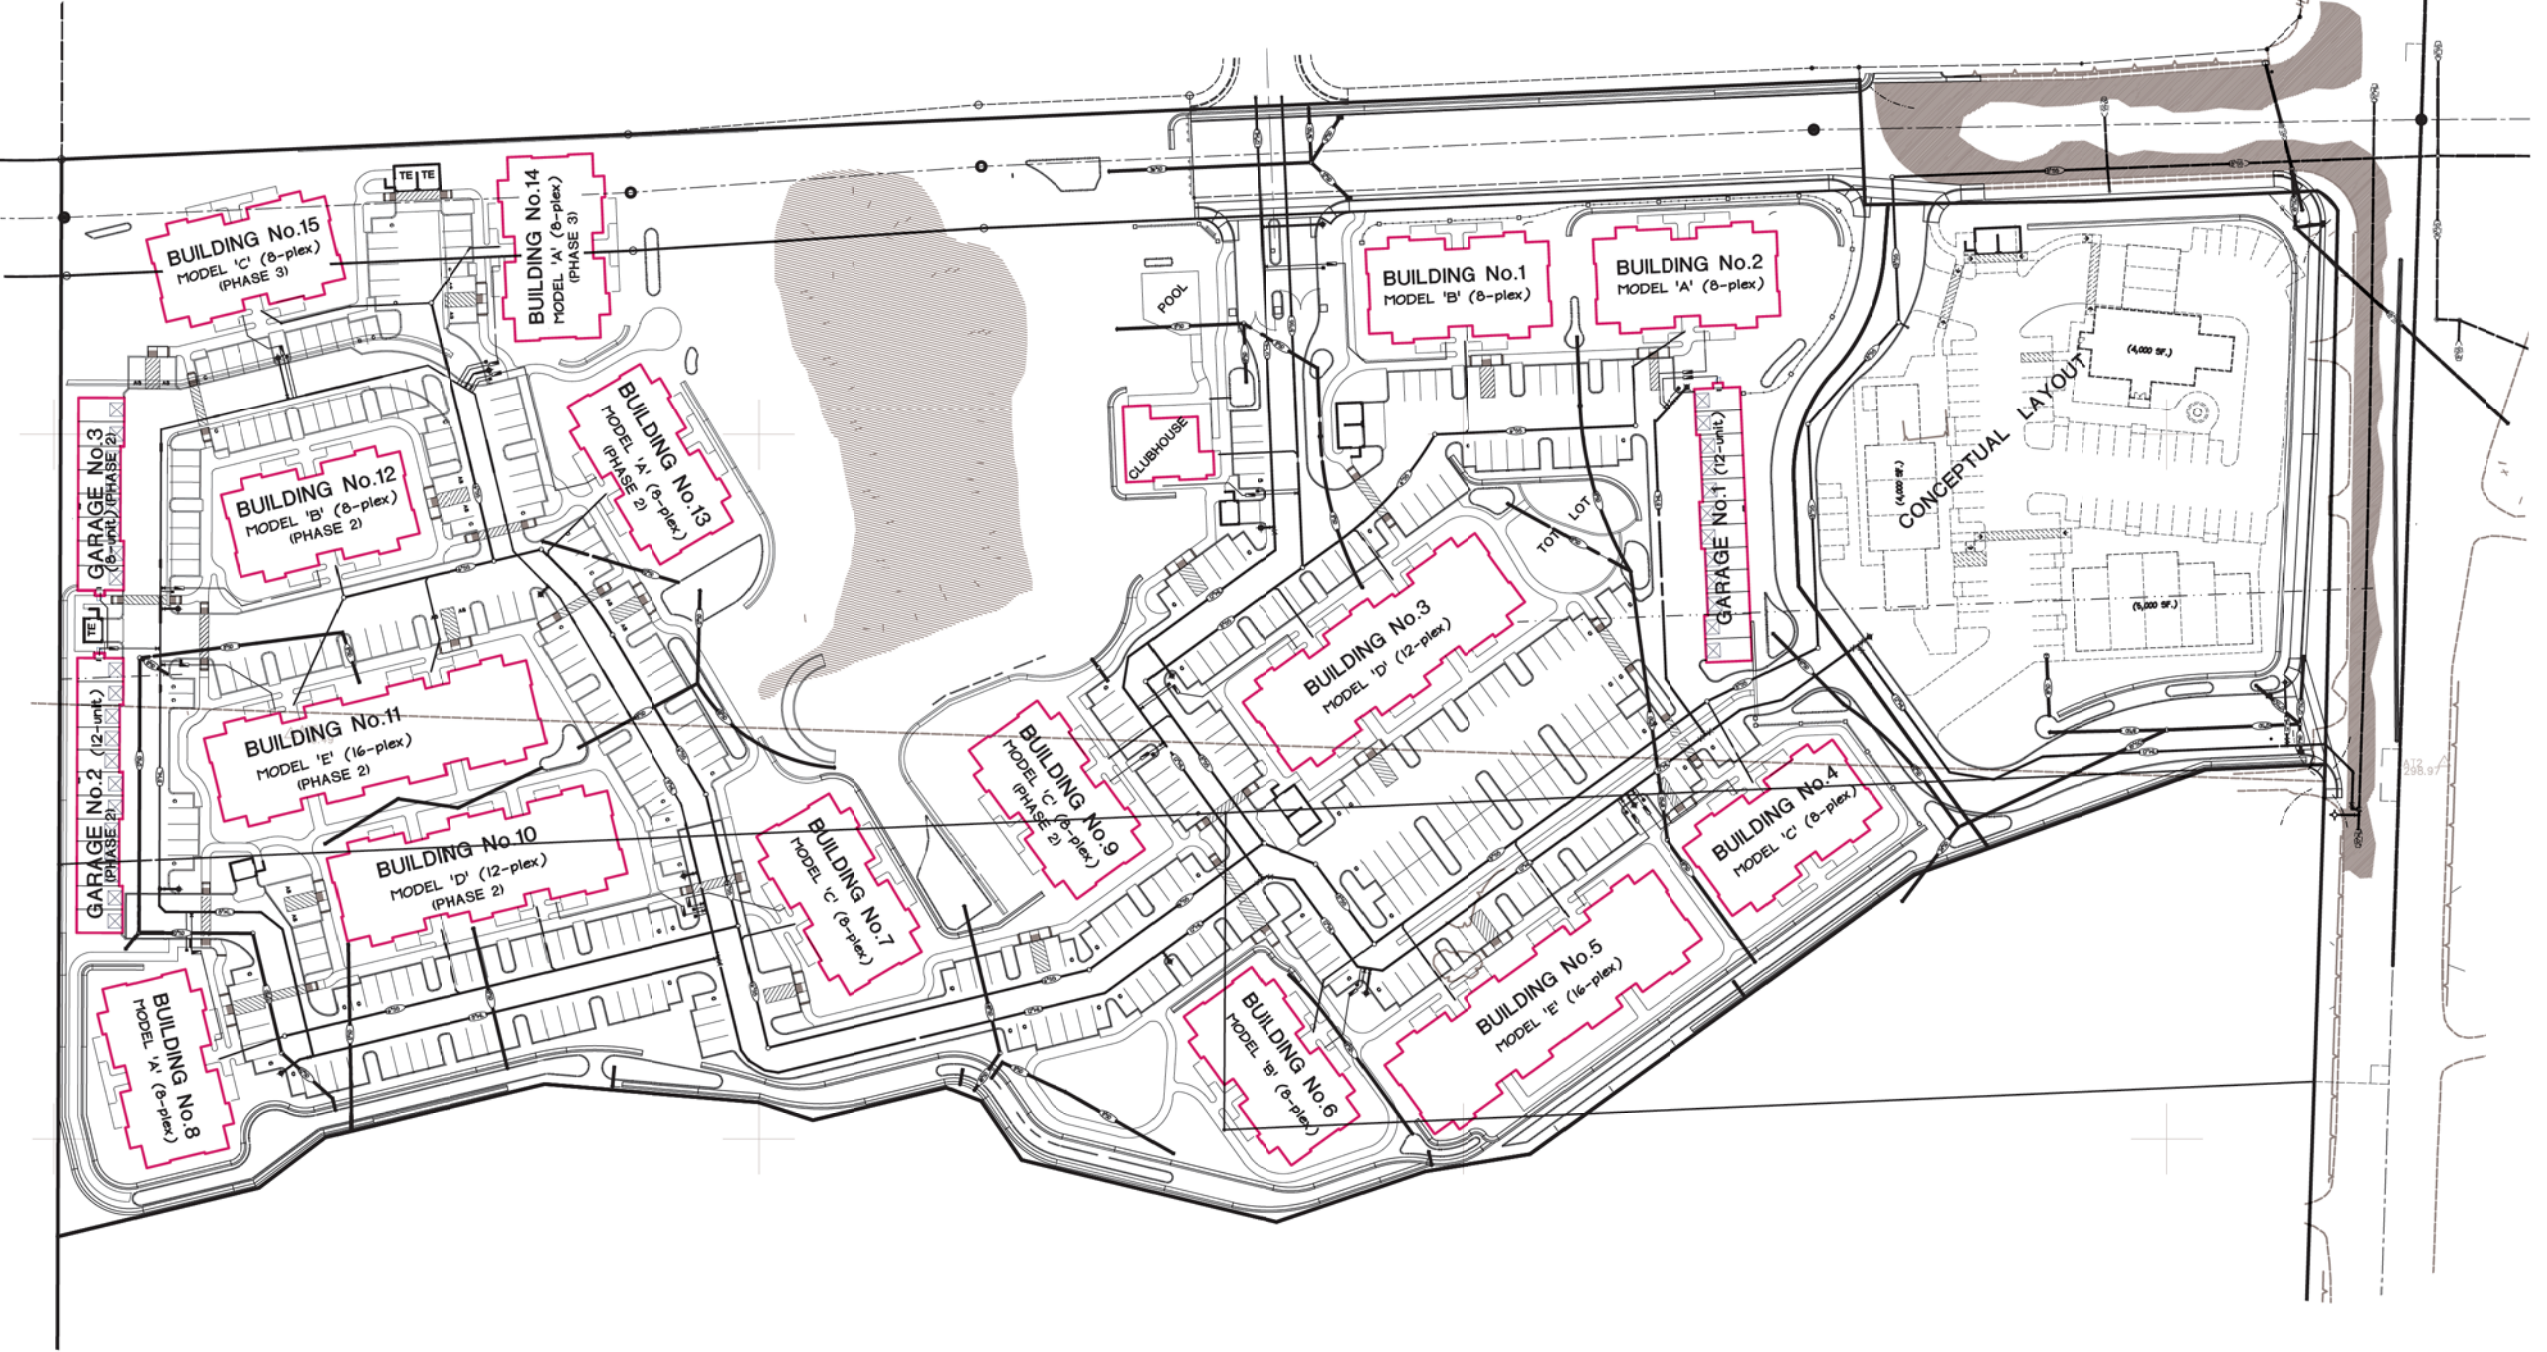 TE TE
BUILDING No.15
MODEL 'C' (8-plex)
(PHASE 3)
BUILDING No.14
MODEL 'A' (8-plex)
(PHASE 3)
POOL
BUILDING No.1
MODEL 'B' (8-plex)
BUILDING No.2
MODEL 'A' (8-plex)
(4,000 SF.)
CONCEPTUAL LAYOUT
(4,000 SF.)
(5,000 SF.)
GARAGE No.3
(8-unit) (PHASE 2)
BUILDING No.12
MODEL 'B' (8-plex)
(PHASE 2)
BUILDING No.13
MODEL 'A' (8-plex)
(PHASE 2)
CLUBHOUSE
TOT LOT
GARAGE No.1 (12-unit)
TE
BUILDING No.3
MODEL 'D' (12-plex)
GARAGE No.2 (12-unit)
(PHASE 2)
BUILDING No.11
MODEL 'E' (16-plex)
(PHASE 2)
BUILDING No.10
MODEL 'D' (12-plex)
(PHASE 2)
BUILDING No.9
MODEL 'C' (8-plex)
(PHASE 2)
BUILDING No.7
MODEL 'C' (8-plex)
BUILDING No.4
MODEL 'C' (8-plex)
BUILDING No.5
MODEL 'E' (16-plex)
BUILDING No.6
MODEL 'B' (8-plex)
BUILDING No.8
MODEL 'A' (8-plex)